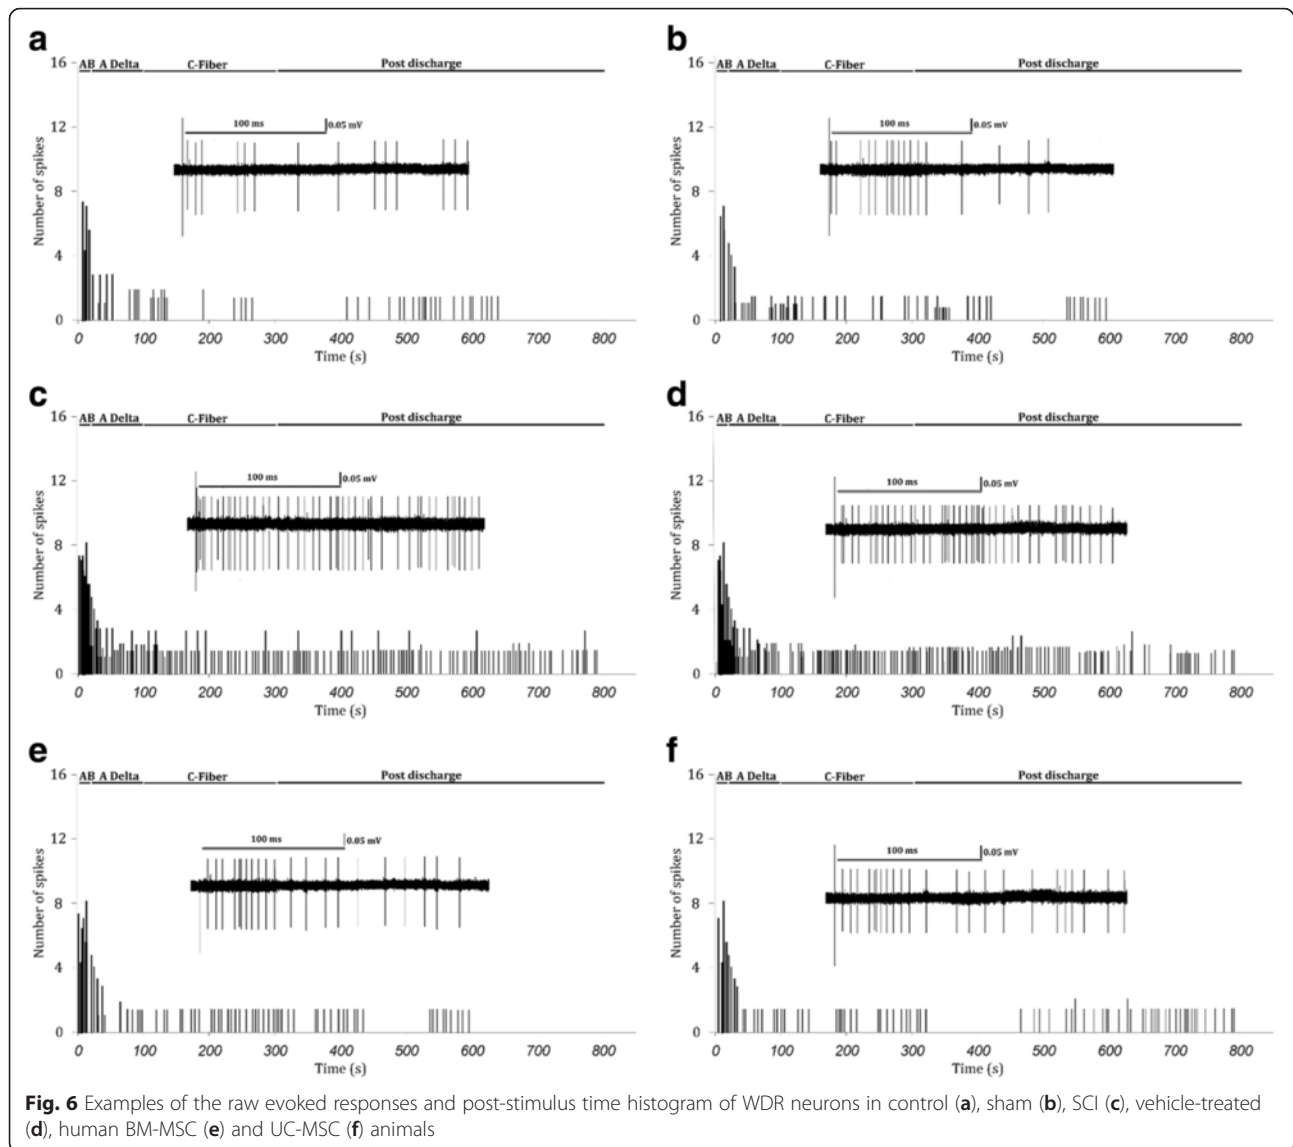 a
16
AB A Delta C-Fiber Post discharge
100 ms 0.05 mV
12
8
4
0
Number of spikes
0 100 200 300 400 500 600 700 800
Time (s)
b
16
AB A Delta C-Fiber Post discharge
100 ms 0.05 mV
12
8
4
0
Number of spikes
0 100 200 300 400 500 600 700 800
Time (s)
c
16
AB A Delta C-Fiber Post discharge
100 ms 0.05 mV
12
8
4
0
Number of spikes
0 100 200 300 400 500 600 700 800
Time (s)
d
16
AB A Delta C-Fiber Post discharge
100 ms 0.05 mV
12
8
4
0
Number of spikes
0 100 200 300 400 500 600 700 800
Time (s)
e
16
AB A Delta C-Fiber Post discharge
100 ms 0.05 mV
12
8
4
0
Number of spikes
0 100 200 300 400 500 600 700 800
Time (s)
f
16
AB A Delta C-Fiber Post discharge
100 ms 0.05 mV
12
8
4
0
Number of spikes
0 100 200 300 400 500 600 700 800
Time (s)
Fig. 6 Examples of the raw evoked responses and post-stimulus time histogram of WDR neurons in control (a), sham (b), SCI (c), vehicle-treated
(d), human BM-MSC (e) and UC-MSC (f) animals